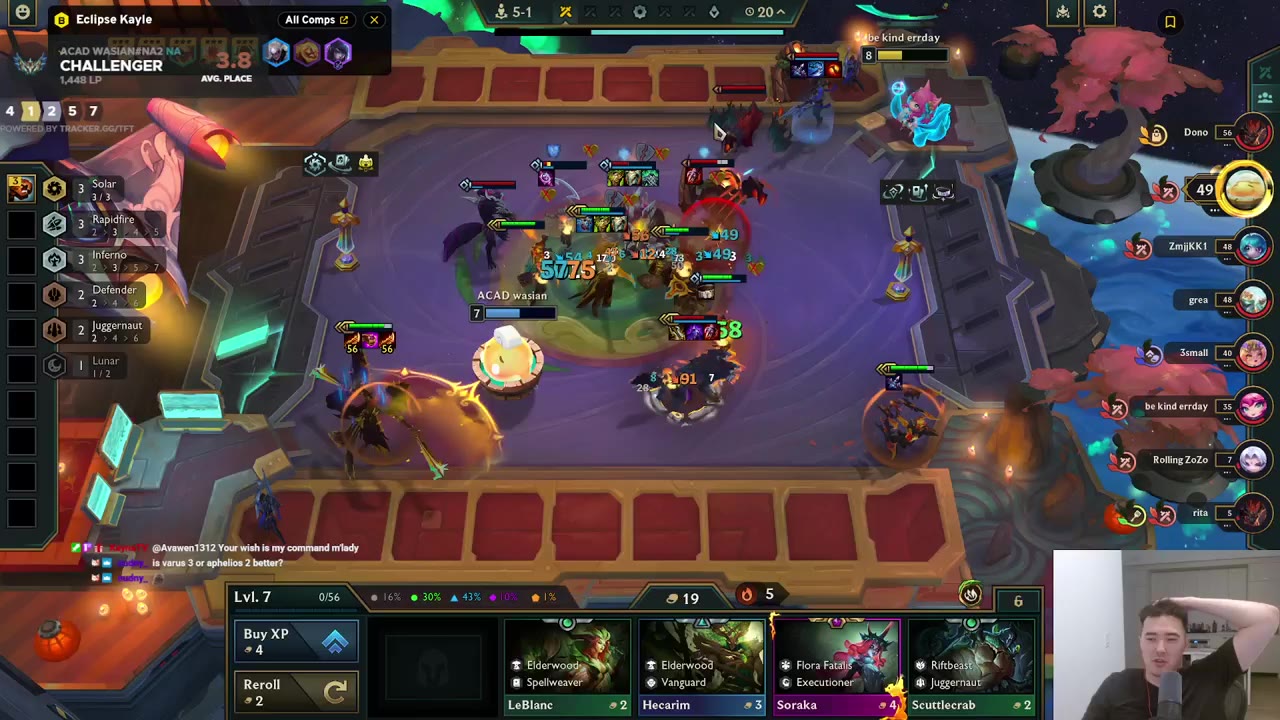 Eclipse Kayle
All Comps
5-1
20
be kind errday
8
ACAD WASIAN#NA2 NA
CHALLENGER
1,448 LP
3.8
AVG. PLACE
4 1 2 5 7
POWERED BY TRACKER.GG/TFT
3 Solar
3 / 3
3 Rapidfire
2 > 3 > 4 > 5
3 Inferno
2 > 3 > 5 > 7
2 Defender
2 > 4 > 6
2 Juggernaut
2 > 4 > 6
1 Lunar
1 / 2
Dono 56
49
ZmjjKK1 48
grea 48
3small 40
be kind errday 35
Rolling ZoZo 7
rita 5
5775
49
ACAD wasian
7
56 56
58
91
@Avawen1312 Your wish is my command m'lady
is varus 3 or aphelios 2 better?
Lvl. 7 0/56
16% 30% 43% 10% 1%
19
5
6
Buy XP
4
Reroll
2
Elderwood
Spellweaver
LeBlanc 2
Elderwood
Vanguard
Hecarim 3
Flora Fatalis
Executioner
Soraka 4
Riftbeast
Juggernaut
Scuttlecrab 2